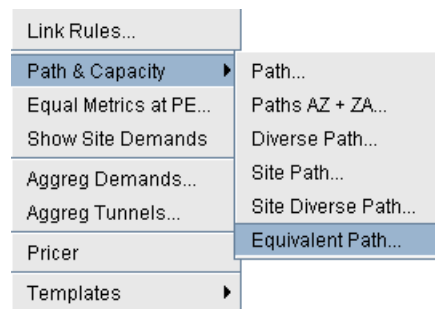 Link Rules...
Path & Capacity
Equal Metrics at PE...
Show Site Demands
Aggreg Demands...
Aggreg Tunnels...
Pricer
Templates
Path...
Paths AZ + ZA...
Diverse Path...
Site Path...
Site Diverse Path...
Equivalent Path...